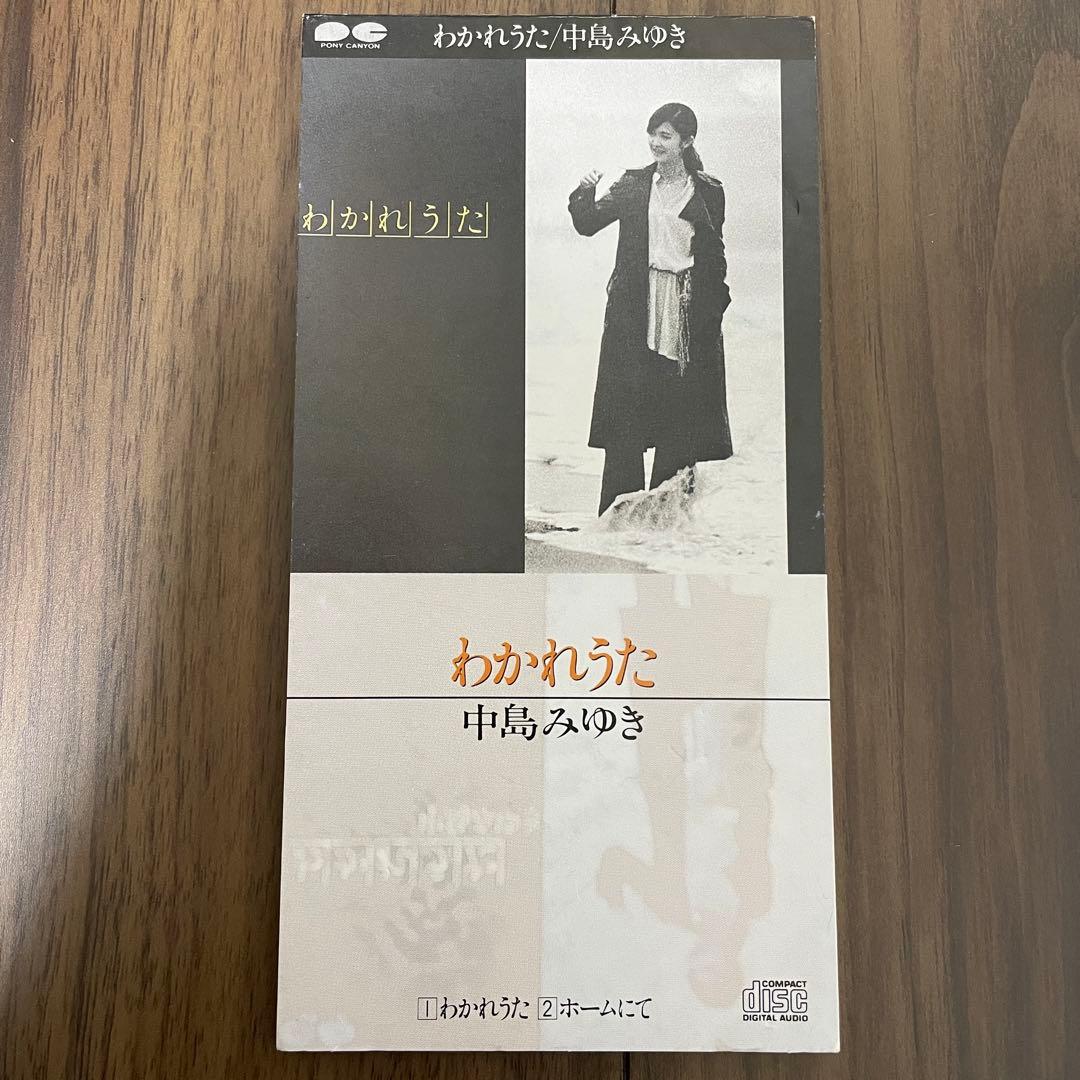 PONY CANYON
わかれうた/中島みゆき
わかれうた
わかれうた
中島みゆき
1わかれうた 2ホームにて
COMPACT
disc
DIGITAL AUDIO